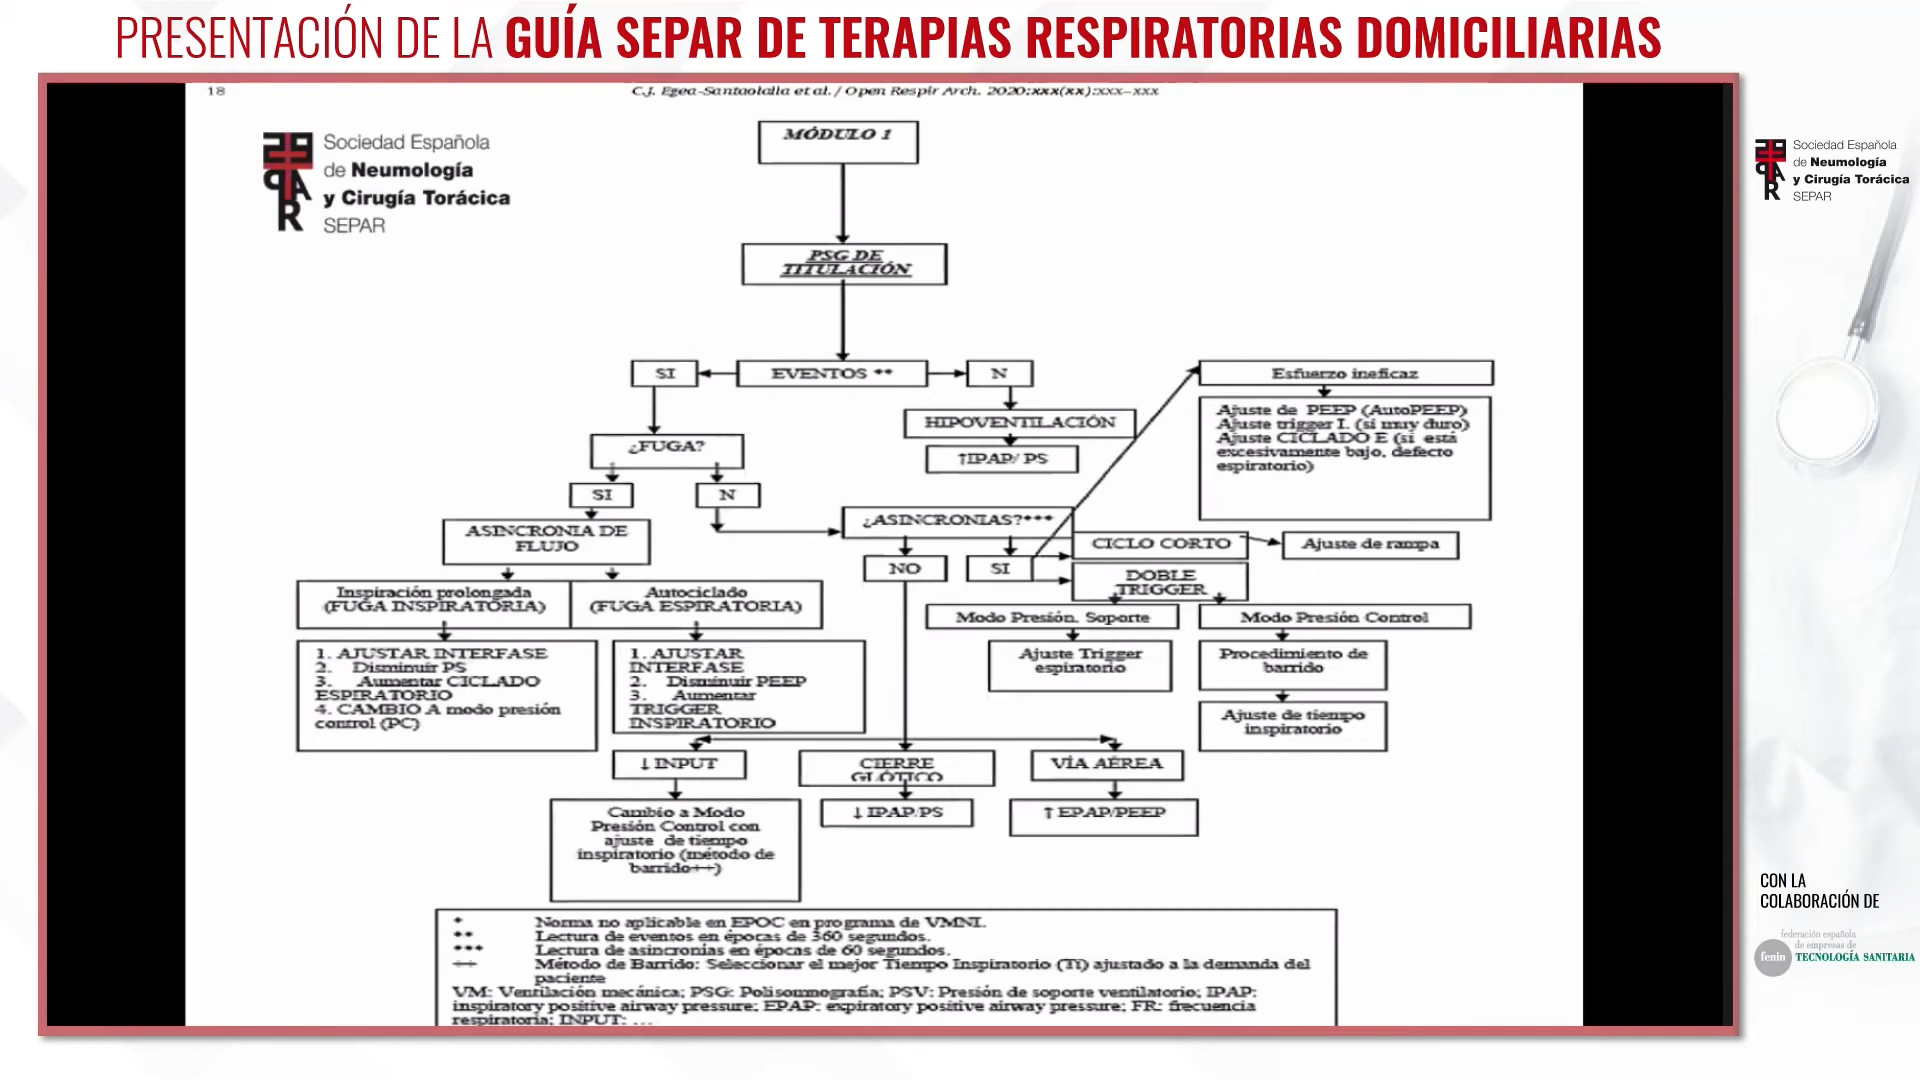 PRESENTACIÓN DE LA GUÍA SEPAR DE TERAPIAS RESPIRATORIAS DOMICILIARIAS
18
C.J. Egea-Santaolalla et al. / Open Respir Arch. 2020;xxx(xx):xxx–xxx
Sociedad Española
de Neumología
y Cirugía Torácica
SEPAR
Sociedad Española
de Neumología
y Cirugía Torácica
SEPAR
MÓDULO 1
PSG DE
TITULACIÓN
SI
EVENTOS **
N
Esfuerzo ineficaz
HIPOVENTILACIÓN
↑IPAP/ PS
Ajuste de PEEP (AutoPEEP)
Ajuste trigger I. (si muy duro)
Ajuste CICLADO E (si está
excesivamente bajo, defecto
espiratorio)
¿FUGA?
SI
N
ASINCRONIA DE
FLUJO
¿ASINCRONIAS?***
NO
SI
CICLO CORTO
Ajuste de rampa
DOBLE
TRIGGER
Inspiración prolongada
(FUGA INSPIRATORIA)
Autociclado
(FUGA ESPIRATORIA)
Modo Presión. Soporte
Modo Presión Control
1. AJUSTAR INTERFASE
2. Disminuir PS
3. Aumentar CICLADO
ESPIRATORIO
4. CAMBIO A modo presión
control (PC)
1. AJUSTAR
INTERFASE
2. Disminuir PEEP
3. Aumentar
TRIGGER
INSPIRATORIO
Ajuste Trigger
espiratorio
Procedimiento de
barrido
Ajuste de tiempo
inspiratorio
↓ INPUT
CIERRE
GLÓTICO
VÍA AÉREA
Cambio a Modo
Presión Control con
ajuste de tiempo
inspiratorio (método de
barrido++)
↓ IPAP/PS
↑ EPAP/PEEP
* Norma no aplicable en EPOC en programa de VMNI.
** Lectura de eventos en épocas de 360 segundos.
*** Lectura de asincronías en épocas de 60 segundos.
++ Método de Barrido: Seleccionar el mejor Tiempo Inspiratorio (Ti) ajustado a la demanda del
paciente
VM: Ventilación mecánica; PSG: Polisomnografía; PSV: Presión de soporte ventilatorio; IPAP:
inspiratory positive airway pressure; EPAP: expiratory positive airway pressure; FR: frecuencia
respiratoria; INPUT: ...
CON LA
COLABORACIÓN DE
federación española
de empresas de
fenin TECNOLOGÍA SANITARIA